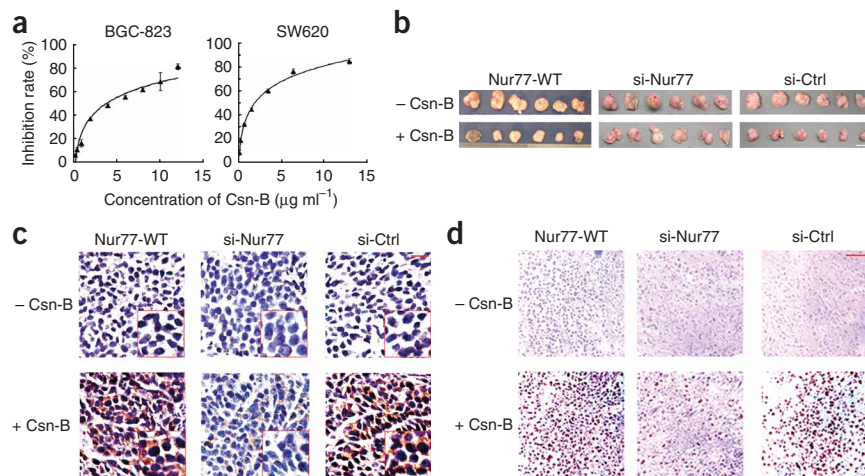 a
BGC-823
SW620
Inhibition rate (%)
100
80
60
40
20
0
0 5 10 15
100
80
60
40
20
0
0 5 10 15
Concentration of Csn-B (μg ml⁻¹)
b
Nur77-WT si-Nur77 si-Ctrl
– Csn-B
+ Csn-B
c
Nur77-WT si-Nur77 si-Ctrl
– Csn-B
+ Csn-B
d
Nur77-WT si-Nur77 si-Ctrl
– Csn-B
+ Csn-B